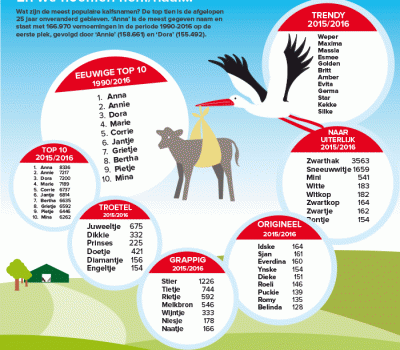 Wat zijn de meest populaire kalfsnamen? De top tien is de afgelopen
25 jaar onveranderd gebleven. 'Anna' is de meest gegeven naam en
staat met 166.970 vernoemingen in de periode 1990-2016 op de
eerste plek, gevolgd door 'Annie' (158.661) en 'Dora' (155.492).
TRENDY
2015/2016
Weper
Maxima
Massia
Esmee
Golden
Britt
Amber
Evita
Germa
Star
Kekke
Silke
EEUWIGE TOP 10
1990/2016
1. Anna
2. Annie
3. Dora
4. Marie
5. Corrie
6. Jantje
7. Grietje
8. Bertha
9. Pietje
10. Mina
NAAR
UITERLIJK
2015/2016
Zwarthak 3563
Sneeuwwitje 1659
Mini 541
Witte 183
Witkop 182
Zwartkop 164
Zwartje 162
Bontje 154
TOP 10
2015/2016
1. Anna 8336
2. Annie 7217
3. Dora 7200
4. Marie 7169
5. Corrie 6737
6. Jantje 6814
7. Bertha 6635
8. Grietje 6592
9. Pietje 6446
10. Mina 6262
TROETEL
2015/2016
Juweeltje 675
Dikkie 332
Prinses 225
Doetje 421
Diamantje 156
Engeltje 154
GRAPPIG
2015/2016
Stier 1226
Tietje 744
Rietje 592
Melkbron 546
Wijntje 333
Niesje 178
Naatje 166
ORIGINEEL
2015/2016
Idske 164
Sjan 161
Everdina 160
Ynske 154
Dieke 151
Roeli 146
Puckie 139
Romy 135
Belinda 128